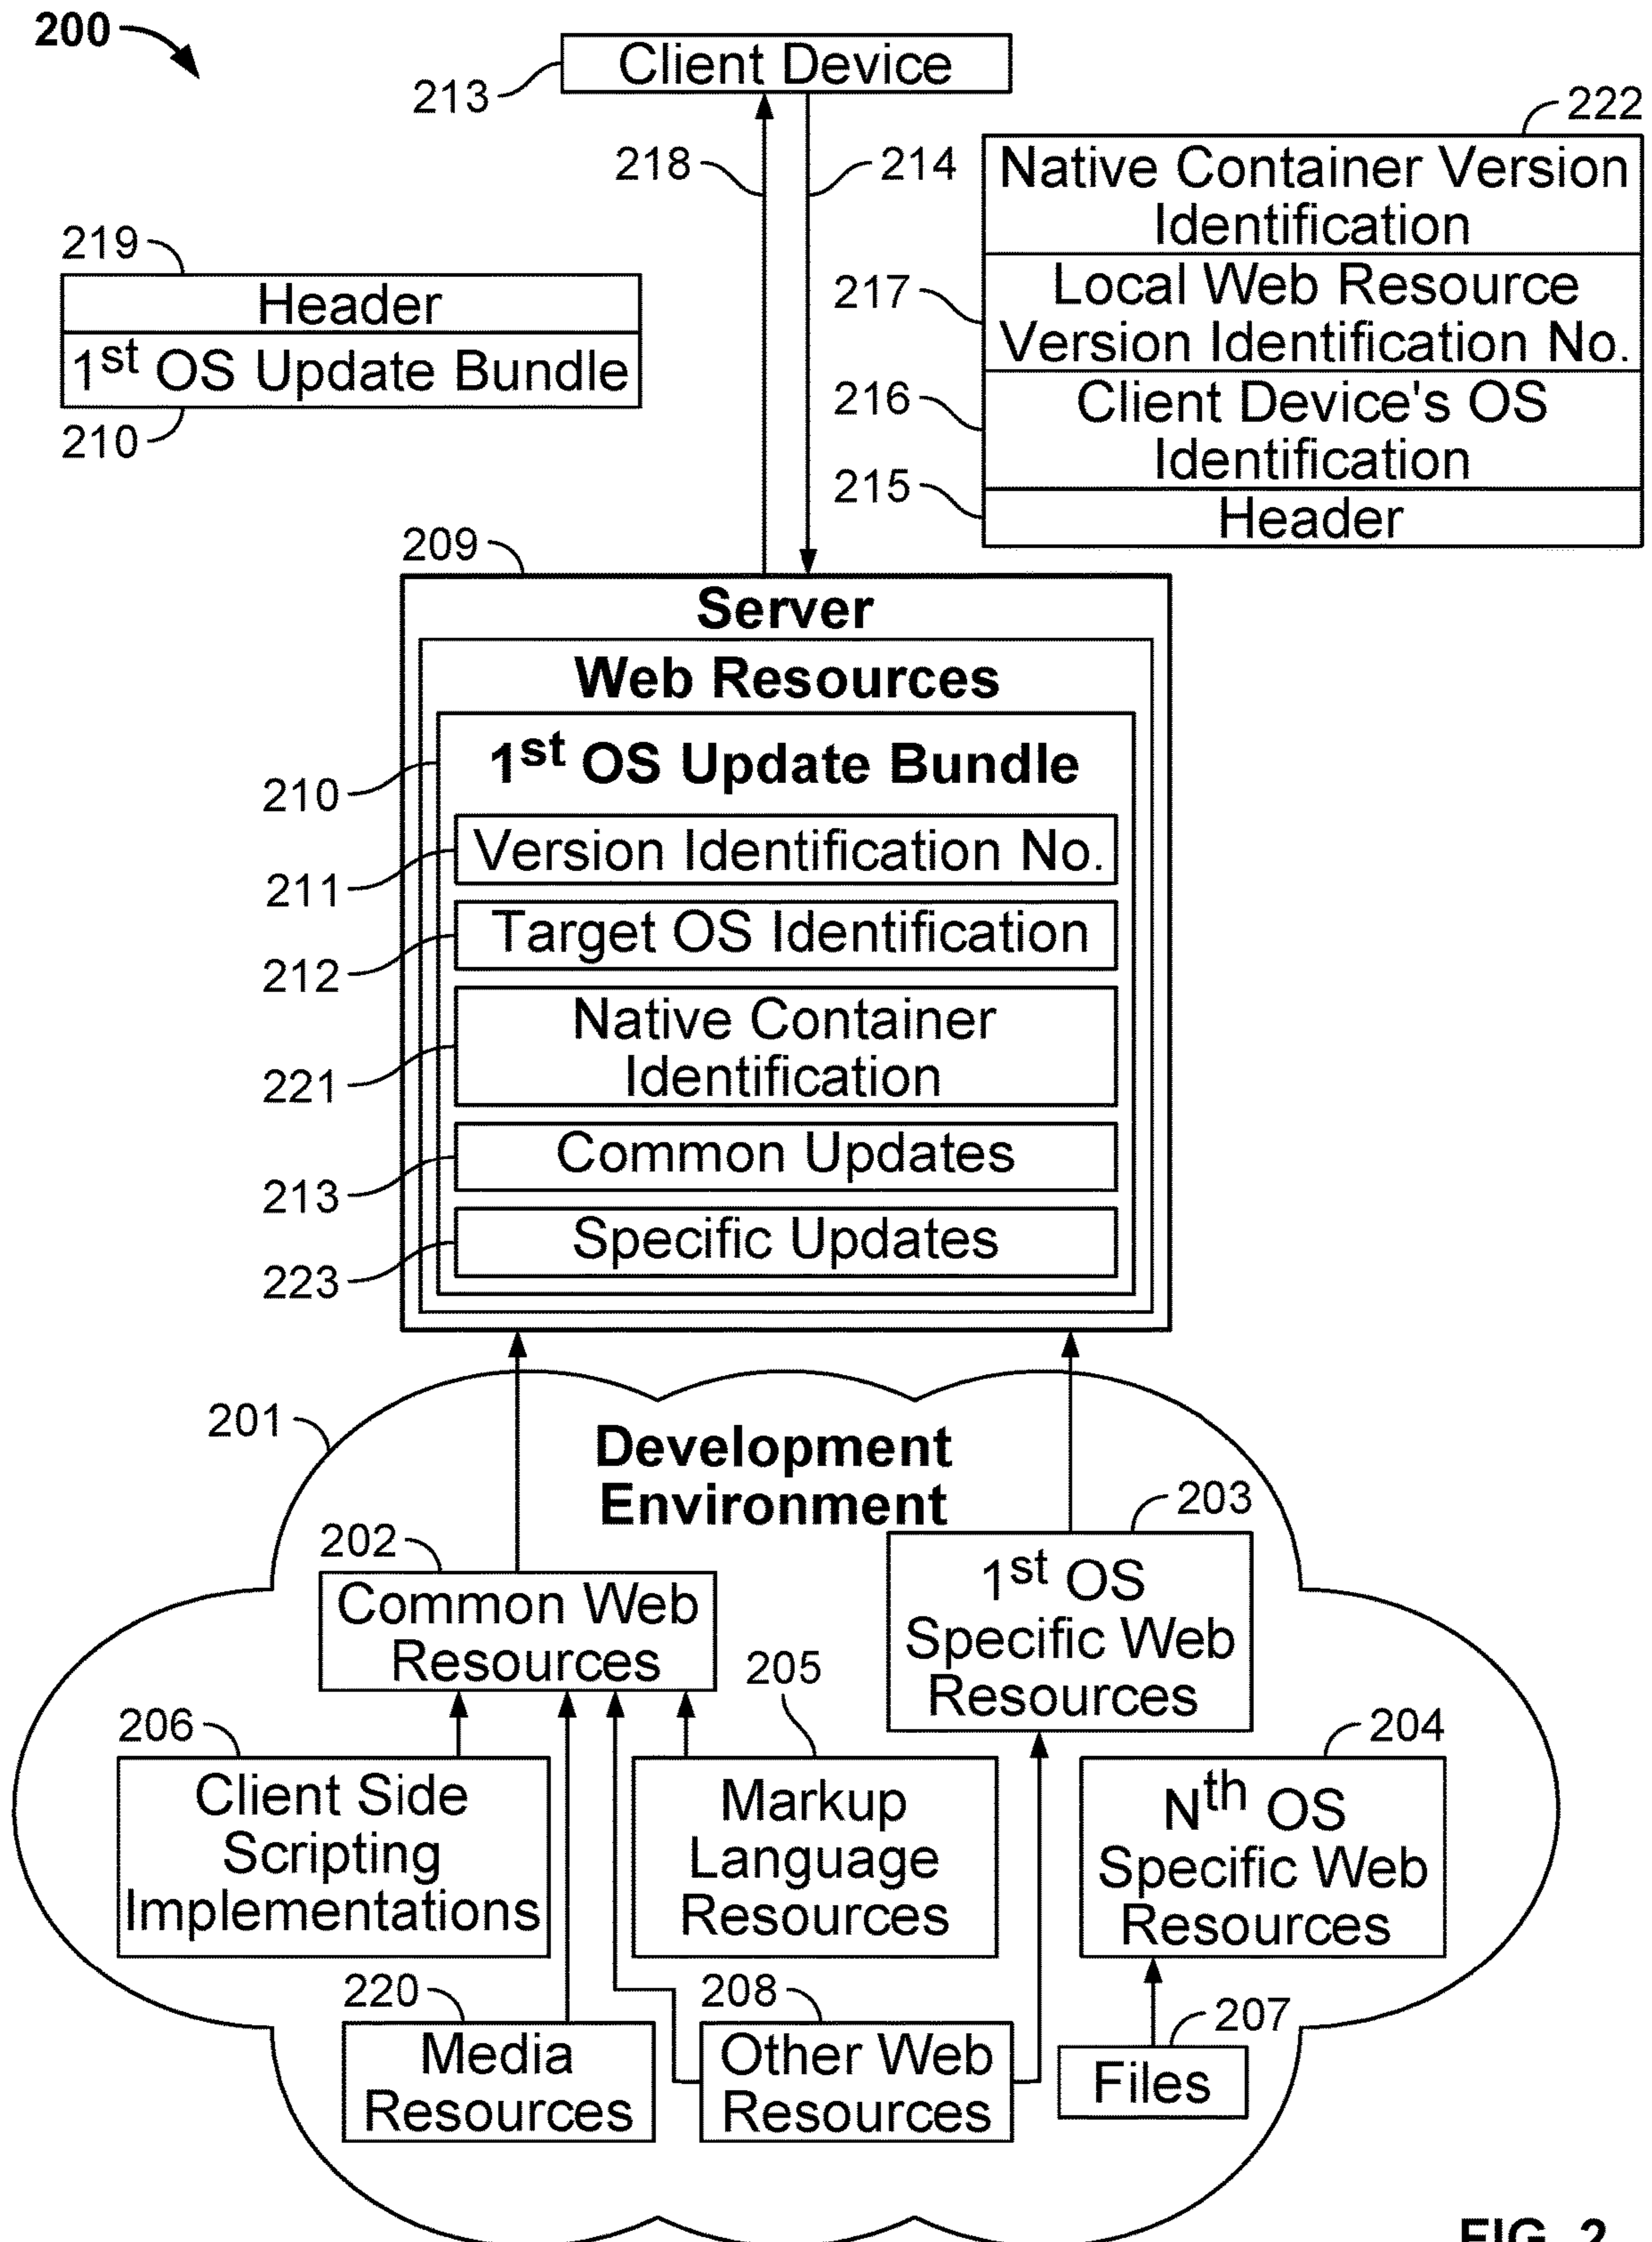 200
Client Device
213
218
214
222
Native Container Version
Identification
217
Local Web Resource
Version Identification No.
216
Client Device's OS
Identification
215
Header
219
Header
1st OS Update Bundle
210
209
Server
Web Resources
1st OS Update Bundle
210
Version Identification No.
211
Target OS Identification
212
Native Container
Identification
221
Common Updates
213
Specific Updates
223
201
Development
Environment
202
Common Web
Resources
203
1st OS
Specific Web
Resources
206
Client Side
Scripting
Implementations
205
Markup
Language
Resources
204
Nth OS
Specific Web
Resources
220
Media
Resources
208
Other Web
Resources
207
Files
FIG. 2